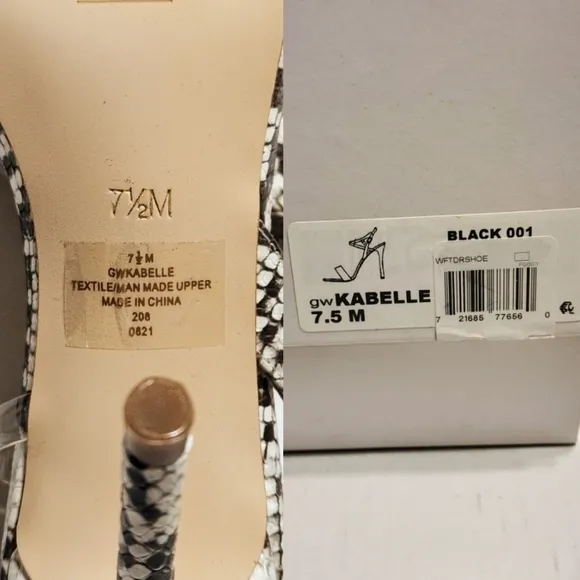 7½M
7½M
GWKABELLE
TEXTILE/MAN MADE UPPER
MADE IN CHINA
208
0821
BLACK 001
WFTDRSHOE
gwKABELLE
7.5 M
7 21685 77656 0